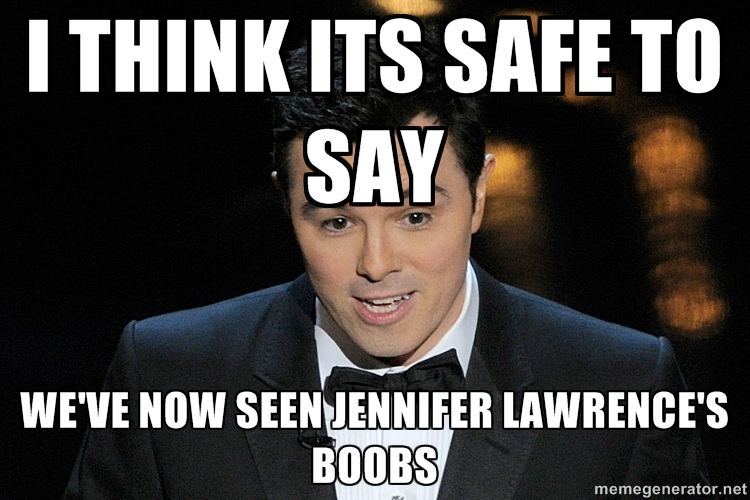 I THINK ITS SAFE TO
SAY
WE'VE NOW SEEN JENNIFER LAWRENCE'S
BOOBS
memegenerator.net